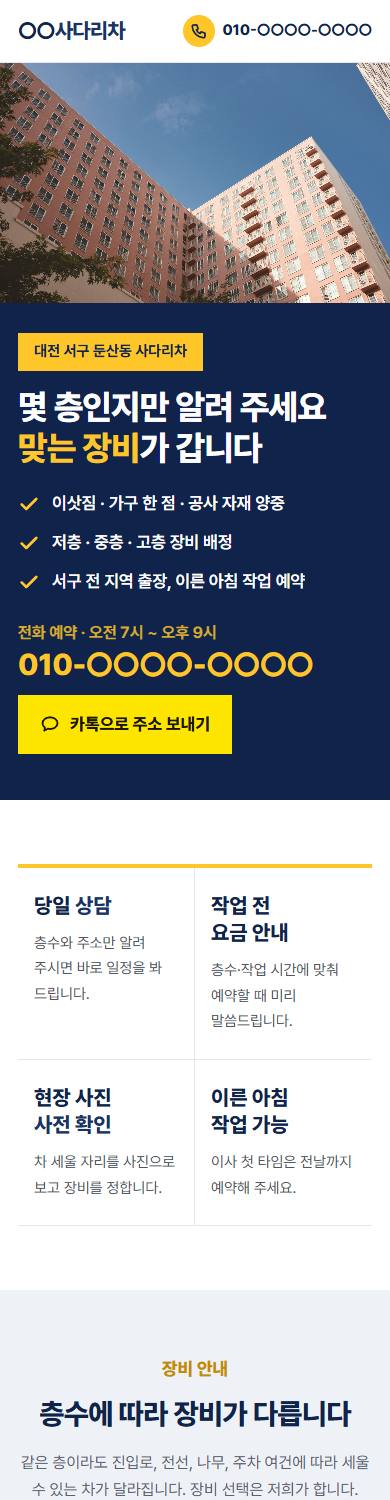 ○○사다리차
010-○○○○-○○○○
대전 서구 둔산동 사다리차
몇 층인지만 알려 주세요
맞는 장비가 갑니다
이삿짐 · 가구 한 점 · 공사 자재 양중
저층 · 중층 · 고층 장비 배정
서구 전 지역 출장, 이른 아침 작업 예약
전화 예약 · 오전 7시 ~ 오후 9시
010-○○○○-○○○○
카톡으로 주소 보내기
당일 상담
층수와 주소만 알려
주시면 바로 일정을 봐
드립니다.
작업 전
요금 안내
층수·작업 시간에 맞춰
예약할 때 미리
말씀드립니다.
현장 사진
사전 확인
차 세울 자리를 사진으로
보고 장비를 정합니다.
이른 아침
작업 가능
이사 첫 타임은 전날까지
예약해 주세요.
장비 안내
층수에 따라 장비가 다릅니다
같은 층이라도 진입로, 전선, 나무, 주차 여건에 따라 세울
수 있는 차가 달라집니다. 장비 선택은 저희가 합니다.